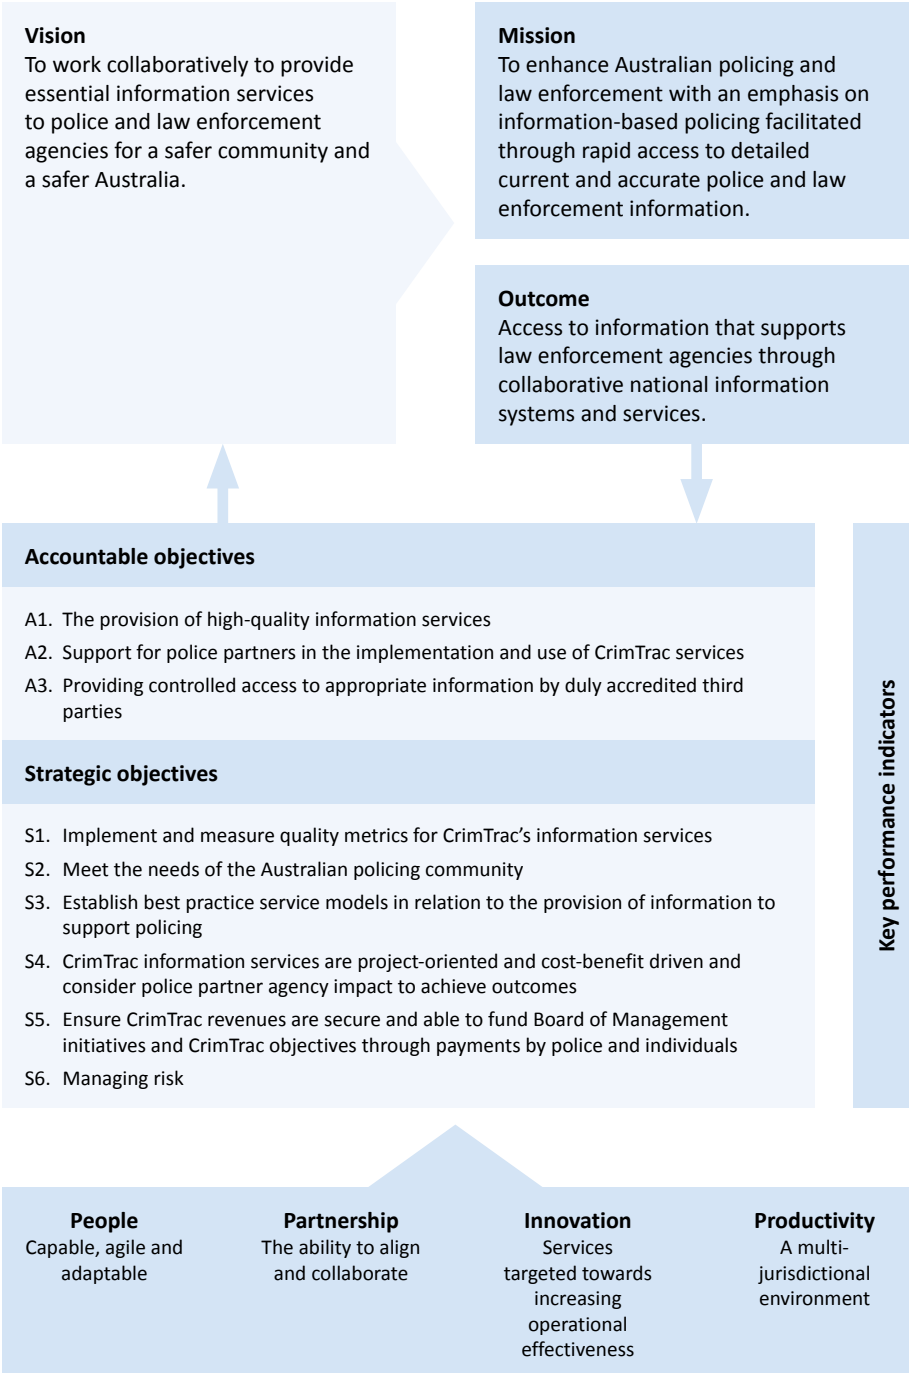 Vision
To work collaboratively to provide
essential information services
to police and law enforcement
agencies for a safer community and
a safer Australia.
Mission
To enhance Australian policing and
law enforcement with an emphasis on
information-based policing facilitated
through rapid access to detailed
current and accurate police and law
enforcement information.
Outcome
Access to information that supports
law enforcement agencies through
collaborative national information
systems and services.
Accountable objectives
A1. The provision of high-quality information services
A2. Support for police partners in the implementation and use of CrimTrac services
A3. Providing controlled access to appropriate information by duly accredited third
parties
Strategic objectives
S1. Implement and measure quality metrics for CrimTrac’s information services
S2. Meet the needs of the Australian policing community
S3. Establish best practice service models in relation to the provision of information to
support policing
S4. CrimTrac information services are project-oriented and cost-benefit driven and
consider police partner agency impact to achieve outcomes
S5. Ensure CrimTrac revenues are secure and able to fund Board of Management
initiatives and CrimTrac objectives through payments by police and individuals
S6. Managing risk
Key performance indicators
People
Capable, agile and
adaptable
Partnership
The ability to align
and collaborate
Innovation
Services
targeted towards
increasing
operational
effectiveness
Productivity
A multi-
jurisdictional
environment